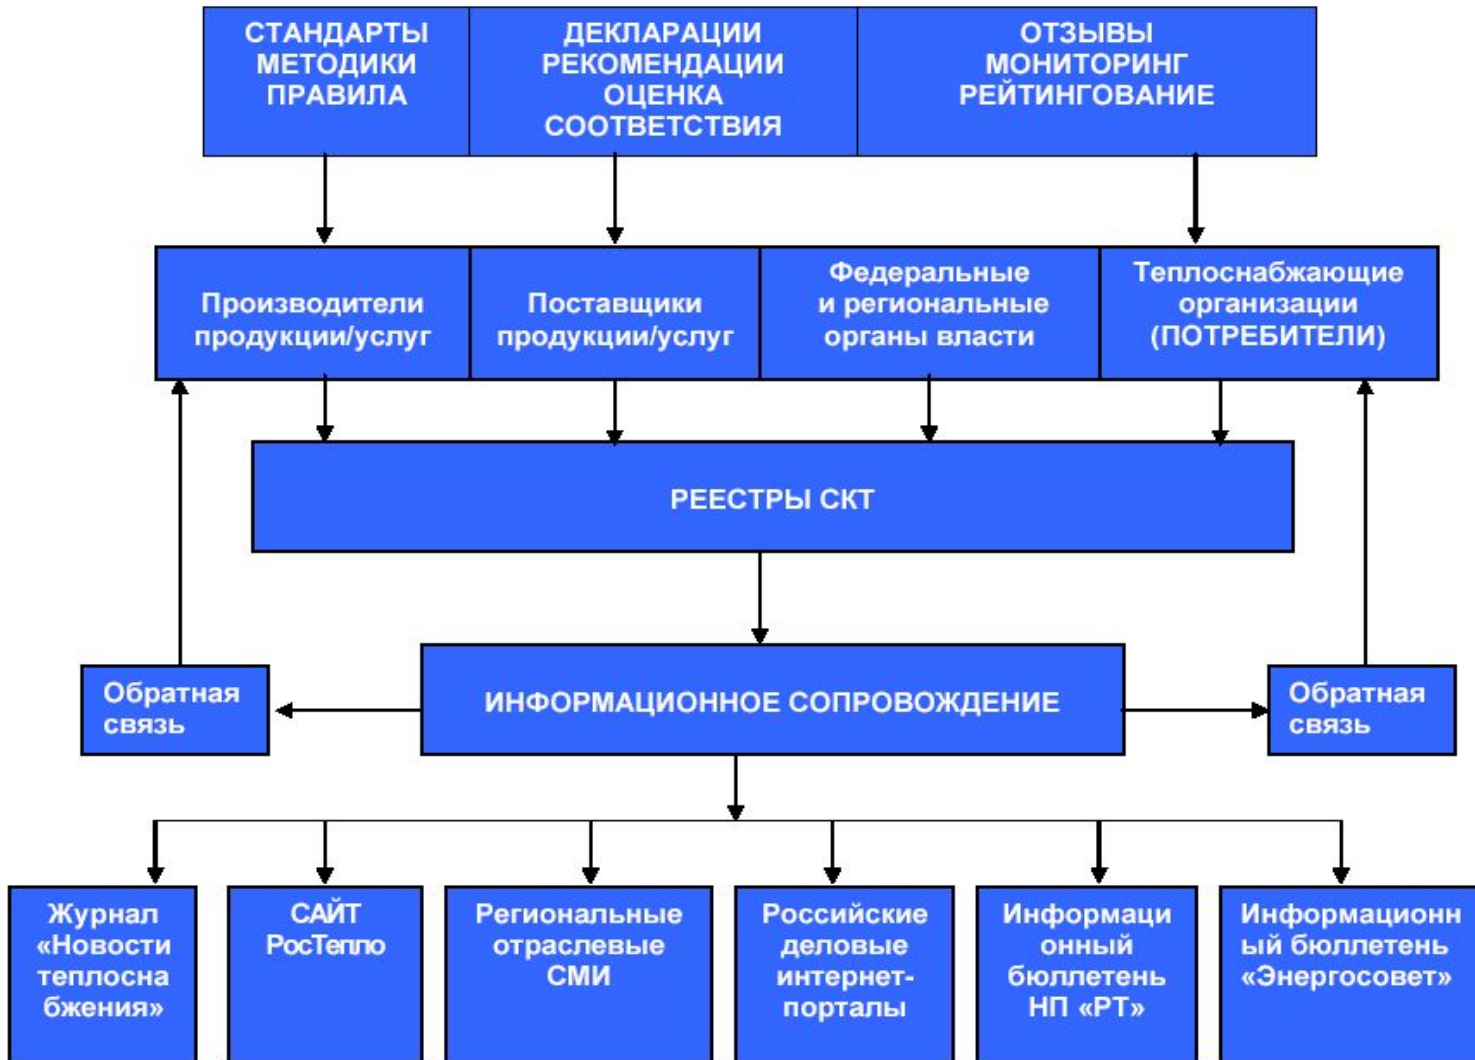 СТАНДАРТЫ
МЕТОДИКИ
ПРАВИЛА
ДЕКЛАРАЦИИ
РЕКОМЕНДАЦИИ
ОЦЕНКА
СООТВЕТСТВИЯ
ОТЗЫВЫ
МОНИТОРИНГ
РЕЙТИНГОВАНИЕ
Производители
продукции/услуг
Поставщики
продукции/услуг
Федеральные
и региональные
органы власти
Теплоснабжающие
организации
(ПОТРЕБИТЕЛИ)
РЕЕСТРЫ СКТ
Обратная
связь
ИНФОРМАЦИОННОЕ СОПРОВОЖДЕНИЕ
Обратная
связь
Журнал
«Новости
теплосна
бжения»
САЙТ
РосТепло
Региональные
отраслевые
СМИ
Российские
деловые
интернет-
порталы
Информаци
онный
бюллетень
НП «РТ»
Информационн
ый бюллетень
«Энергосовет»